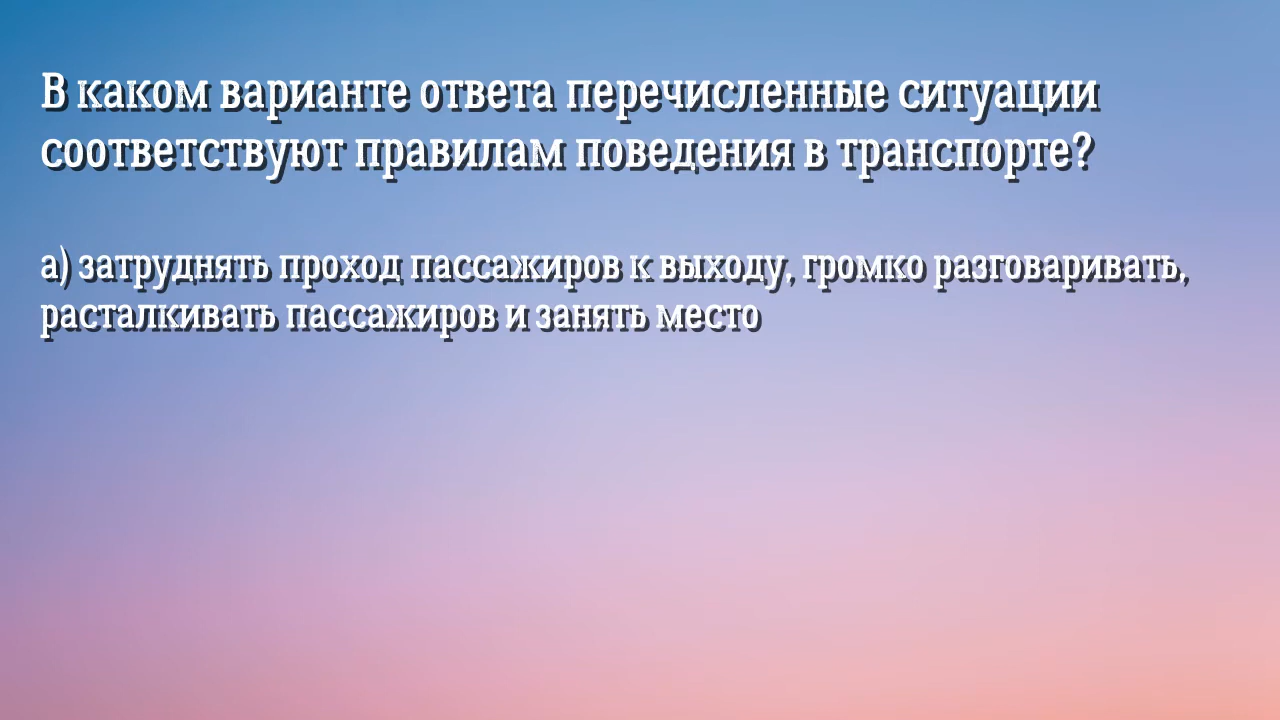 В каком варианте ответа перечисленные ситуации
соответствуют правилам поведения в транспорте?
а) затруднять проход пассажиров к выходу, громко разговаривать,
расталкивать пассажиров и занять место